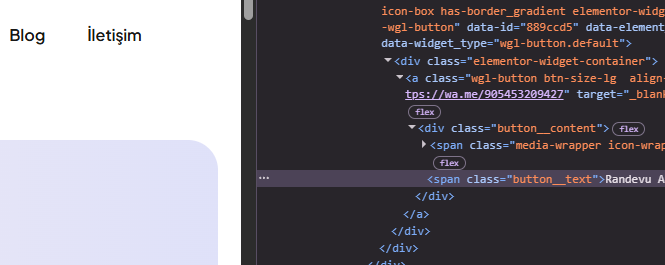 Blog İletişim
icon-box has-border_gradient elementor-widg
-wgl-button" data-id="889ccd5" data-element
data-widget_type="wgl-button.default">
<div class="elementor-widget-container">
<a class="wgl-button btn-size-lg align-
tps://wa.me/905453209427" target="_blank
flex
<div class="button__content"> flex
<span class="media-wrapper icon-wrap
flex
··· <span class="button__text">Randevu A
</div>
</a>
</div>
</div>
</div>